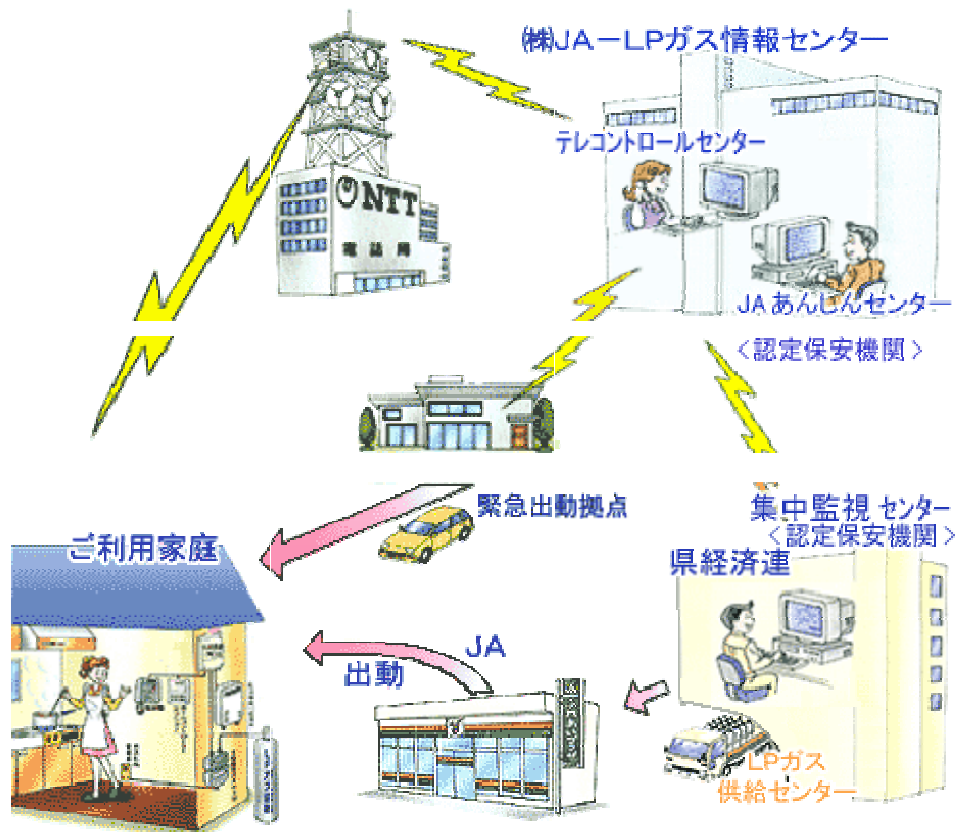 ㈱JA－LPガス情報センター
テレコントロールセンター
NTT
電話局
JAあんしんセンター
＜認定保安機関＞
緊急出動拠点
集中監視センター
＜認定保安機関＞
ご利用家庭
県経済連
JA
出動
LPガス
供給センター